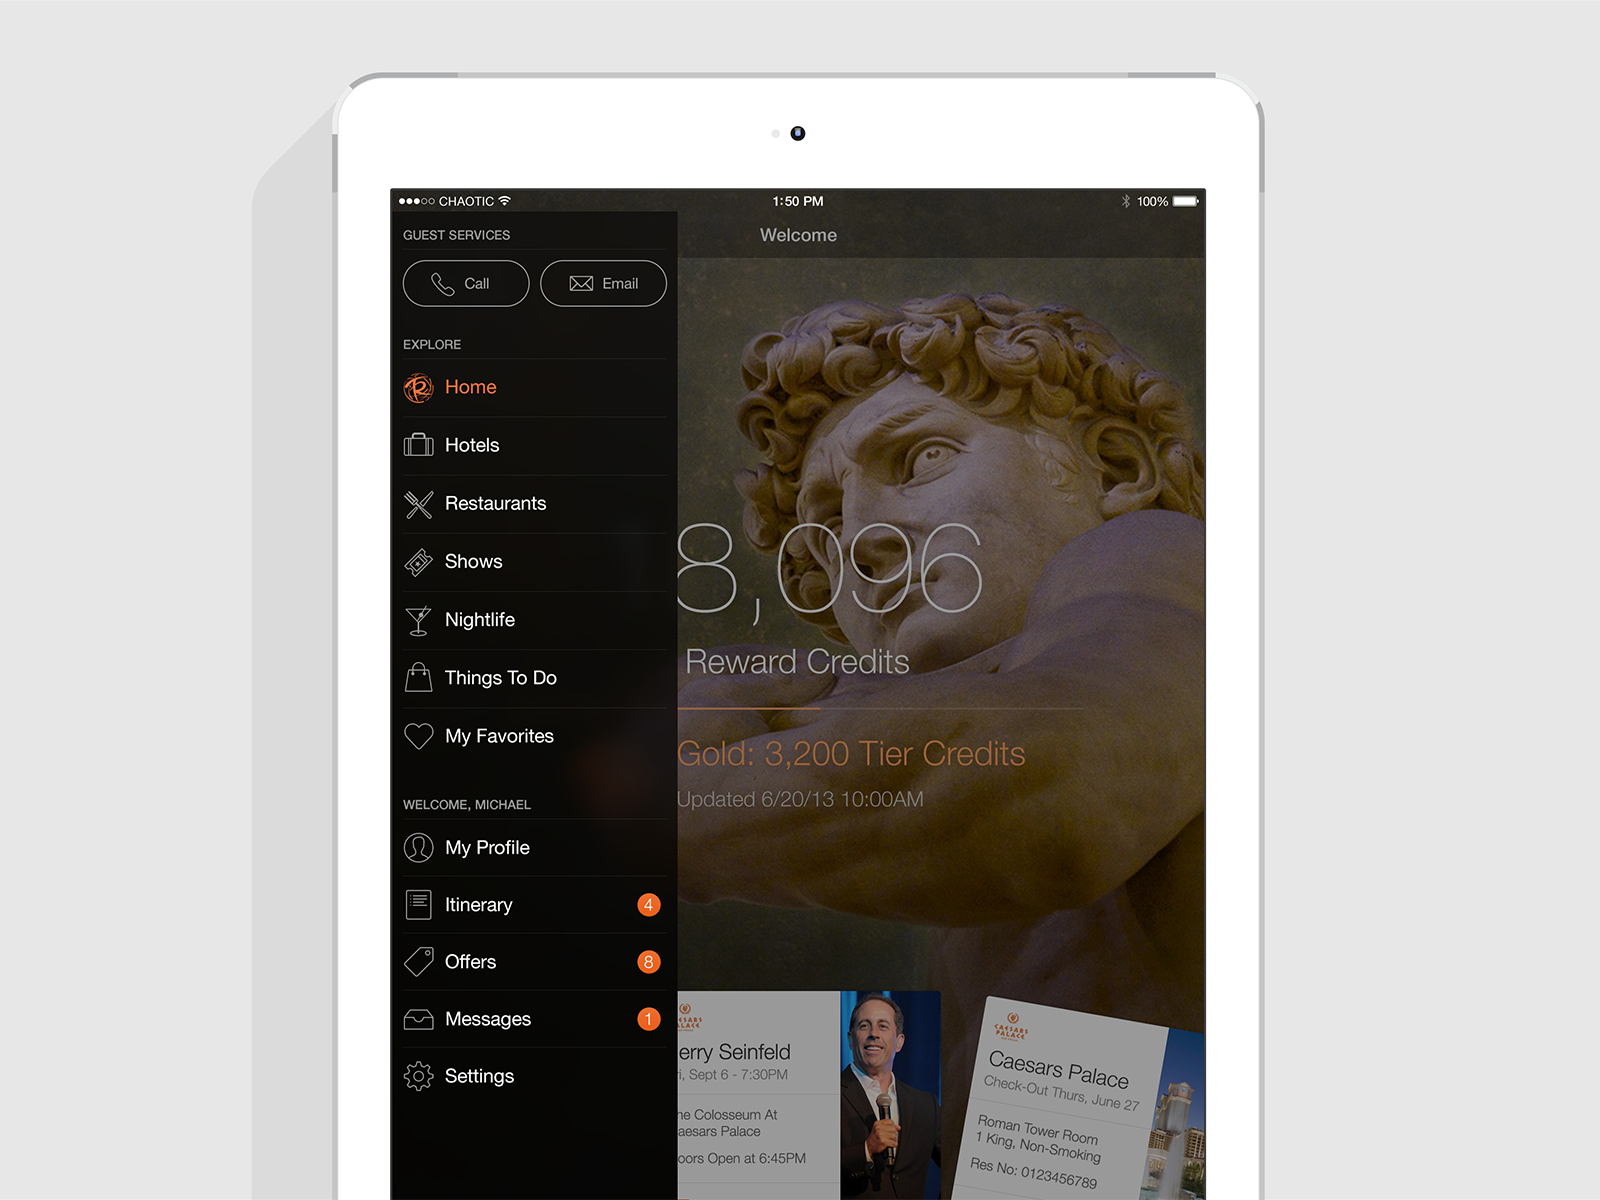 CHAOTIC
1:50 PM
100%
GUEST SERVICES
Welcome
Call
Email
EXPLORE
Home
Hotels
Restaurants
Shows
Nightlife
Things To Do
My Favorites
WELCOME, MICHAEL
My Profile
Itinerary
4
Offers
8
Messages
1
Settings
8,096
Reward Credits
Gold: 3,200 Tier Credits
Updated 6/20/13 10:00AM
erry Seinfeld
ri, Sept 6 - 7:30PM
he Colosseum At
aesars Palace
oors Open at 6:45PM
CAESARS
PALACE
Caesars Palace
Check-Out Thurs, June 27
Roman Tower Room
1 King, Non-Smoking
Res No: 0123456789